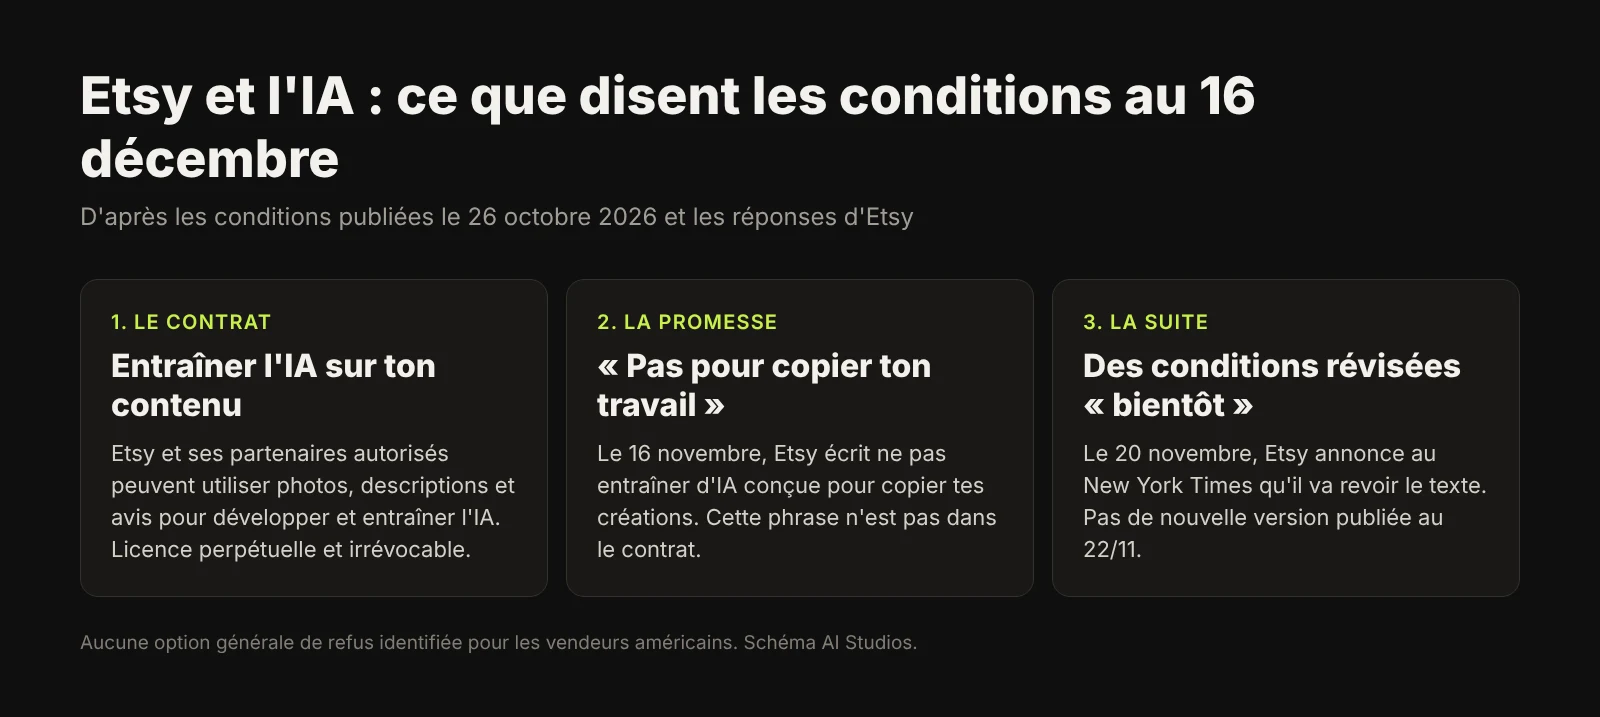 Etsy et l'IA : ce que disent les conditions au 16
décembre
D'après les conditions publiées le 26 octobre 2026 et les réponses d'Etsy
1. LE CONTRAT
Entraîner l'IA sur ton
contenu
Etsy et ses partenaires autorisés
peuvent utiliser photos, descriptions et
avis pour développer et entraîner l'IA.
Licence perpétuelle et irrévocable.
2. LA PROMESSE
« Pas pour copier ton
travail »
Le 16 novembre, Etsy écrit ne pas
entraîner d'IA conçue pour copier tes
créations. Cette phrase n'est pas dans
le contrat.
3. LA SUITE
Des conditions révisées
« bientôt »
Le 20 novembre, Etsy annonce au
New York Times qu'il va revoir le texte.
Pas de nouvelle version publiée au
22/11.
Aucune option générale de refus identifiée pour les vendeurs américains. Schéma AI Studios.